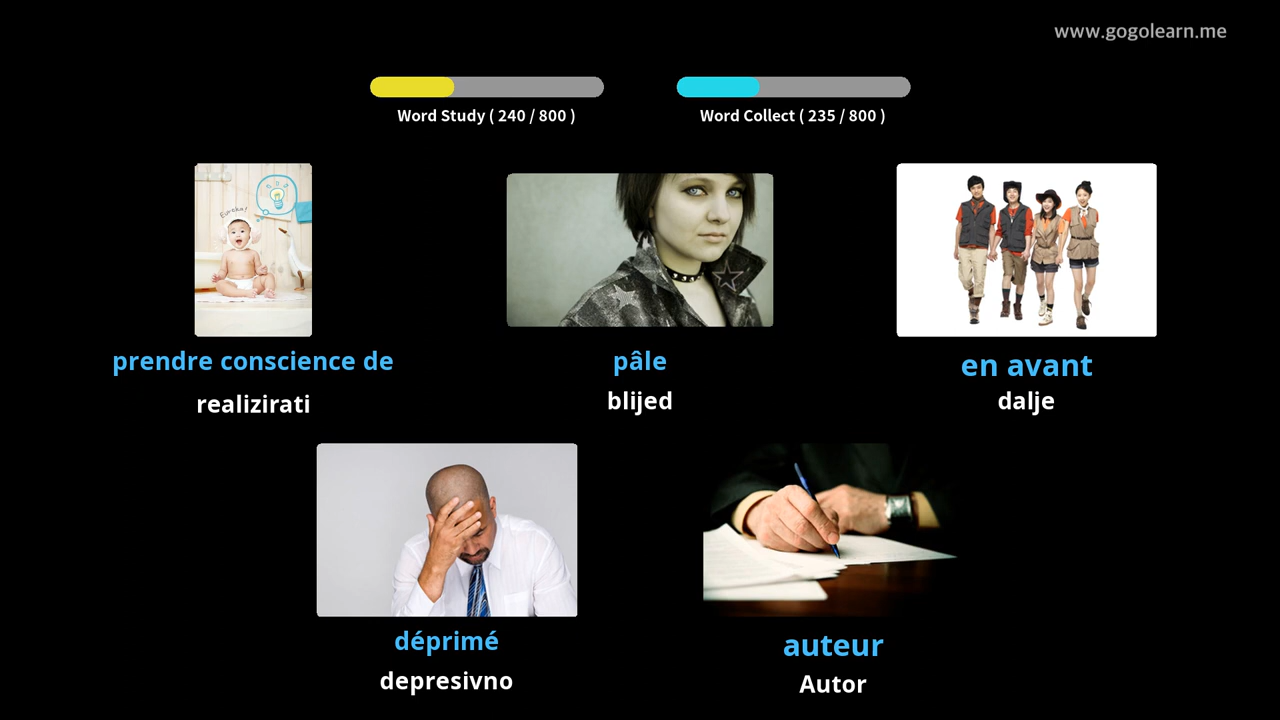 www.gogolearn.me
Word Study ( 240 / 800 )
Word Collect ( 235 / 800 )
Eureka!
prendre conscience de
realizirati
pâle
blijed
en avant
dalje
déprimé
depresivno
auteur
Autor